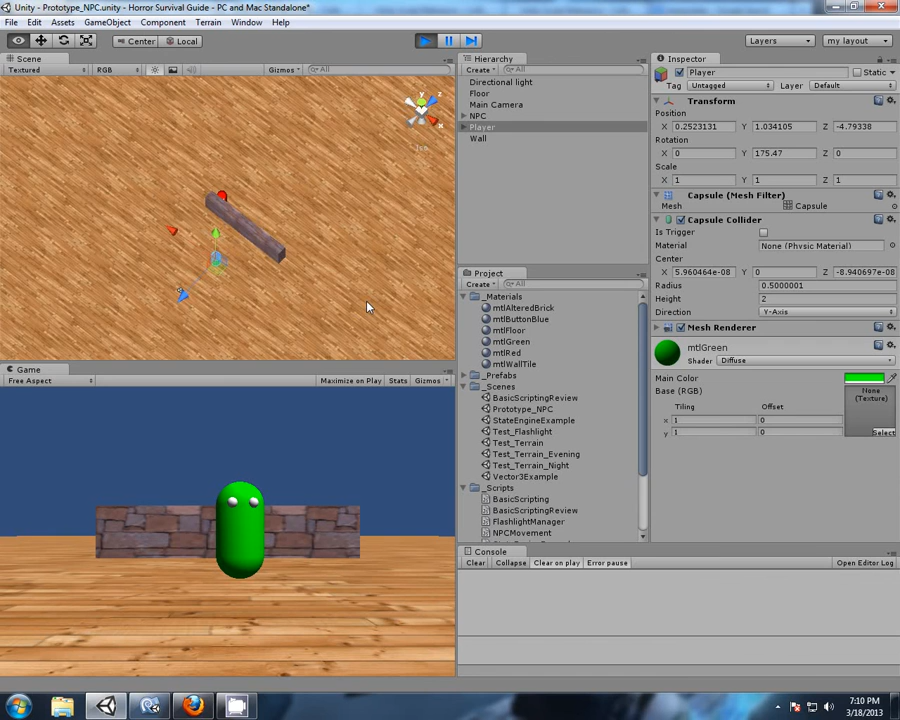 Unity - Prototype_NPC.unity - Horror Survival Guide - PC and Mac Standalone*
File Edit Assets GameObject Component Terrain Window Help
Center Local Layers my layout
Scene
Textured RGB Gizmos All
y
z
x
Iso
Game
Free Aspect Maximize on Play Stats Gizmos
Hierarchy
Create All
Directional light
Floor
Main Camera
NPC
Player
Wall
Project
Create All
_Materials
mtlAlteredBrick
mtlButtonBlue
mtlFloor
mtlGreen
mtlRed
mtlWallTile
_Prefabs
_Scenes
BasicScriptingReview
Prototype_NPC
StateEngineExample
Test_Flashlight
Test_Terrain
Test_Terrain_Evening
Test_Terrain_Night
Vector3Example
_Scripts
BasicScripting
BasicScriptingReview
FlashlightManager
NPCMovement
Console
Clear Collapse Clear on play Error pause Open Editor Log
Inspector
Player Static
Tag Untagged Layer Default
Transform
Position
X 0.2523131 Y 1.034105 Z -4.79338
Rotation
X 0 Y 175.47 Z 0
Scale
X 1 Y 1 Z 1
Capsule (Mesh Filter)
Mesh Capsule
Capsule Collider
Is Trigger
Material None (Physic Material)
Center
X 5.960464e-08 Y 0 Z -8.940697e-08
Radius 0.5000001
Height 2
Direction Y-Axis
Mesh Renderer
mtlGreen
Shader Diffuse
Main Color
Base (RGB) None
(Texture)
Tiling Offset
x 1 0
y 1 0
Select
7:10 PM
3/18/2013